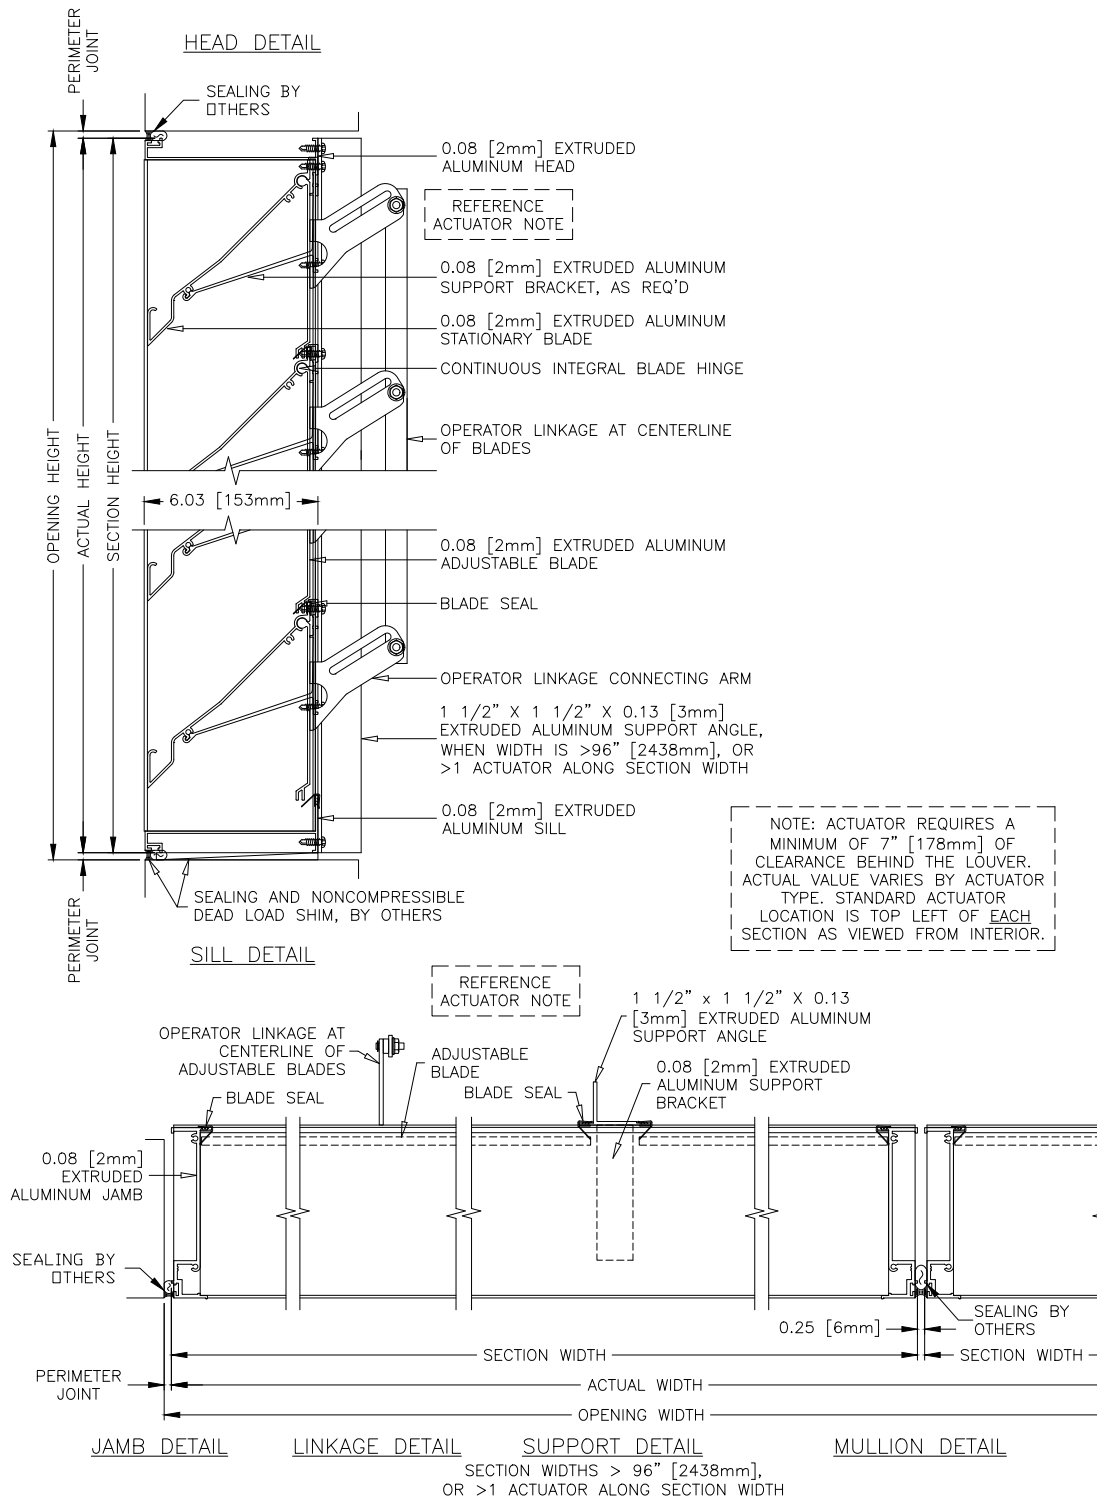 HEAD DETAIL
PERIMETER
JOINT
SEALING BY
OTHERS
0.08 [2mm] EXTRUDED
ALUMINUM HEAD
REFERENCE
ACTUATOR NOTE
0.08 [2mm] EXTRUDED ALUMINUM
SUPPORT BRACKET, AS REQ'D
0.08 [2mm] EXTRUDED ALUMINUM
STATIONARY BLADE
CONTINUOUS INTEGRAL BLADE HINGE
OPERATOR LINKAGE AT CENTERLINE
OF BLADES
OPENING HEIGHT
ACTUAL HEIGHT
SECTION HEIGHT
6.03 [153mm]
0.08 [2mm] EXTRUDED ALUMINUM
ADJUSTABLE BLADE
BLADE SEAL
OPERATOR LINKAGE CONNECTING ARM
1 1/2" X 1 1/2" X 0.13 [3mm]
EXTRUDED ALUMINUM SUPPORT ANGLE,
WHEN WIDTH IS >96" [2438mm], OR
>1 ACTUATOR ALONG SECTION WIDTH
0.08 [2mm] EXTRUDED
ALUMINUM SILL
NOTE: ACTUATOR REQUIRES A
MINIMUM OF 7" [178mm] OF
CLEARANCE BEHIND THE LOUVER.
ACTUAL VALUE VARIES BY ACTUATOR
TYPE. STANDARD ACTUATOR
LOCATION IS TOP LEFT OF EACH
SECTION AS VIEWED FROM INTERIOR.
SEALING AND NONCOMPRESSIBLE
DEAD LOAD SHIM, BY OTHERS
PERIMETER
JOINT
SILL DETAIL
REFERENCE
ACTUATOR NOTE
1 1/2" x 1 1/2" X 0.13
[3mm] EXTRUDED ALUMINUM
SUPPORT ANGLE
OPERATOR LINKAGE AT
CENTERLINE OF
ADJUSTABLE BLADES
ADJUSTABLE
BLADE
0.08 [2mm] EXTRUDED
ALUMINUM SUPPORT
BRACKET
BLADE SEAL
BLADE SEAL
0.08 [2mm]
EXTRUDED
ALUMINUM JAMB
SEALING BY
OTHERS
SEALING BY
OTHERS
0.25 [6mm]
SECTION WIDTH
SECTION WIDTH
PERIMETER
JOINT
ACTUAL WIDTH
OPENING WIDTH
JAMB DETAIL
LINKAGE DETAIL
SUPPORT DETAIL
MULLION DETAIL
SECTION WIDTHS > 96" [2438mm],
OR >1 ACTUATOR ALONG SECTION WIDTH